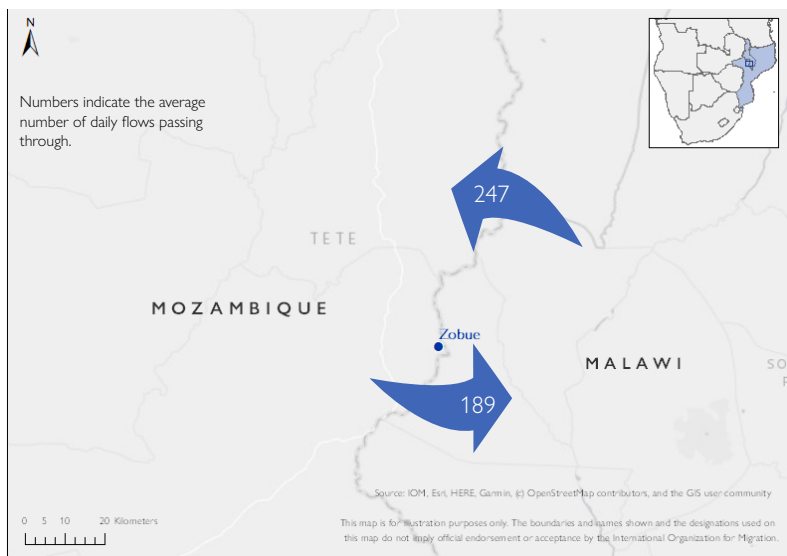 N
Numbers indicate the average
number of daily flows passing
through.
247
TETE
MOZAMBIQUE
Zobue
MALAWI
SO
189
Source: IOM, Esri, HERE, Garmin, (c) OpenStreetMap contributors, and the GIS user community
0 5 10 20 Kilometers
This map is for illustration purposes only. The boundaries and names shown and the designations used on
this map do not imply official endorsement or acceptance by the International Organization for Migration.